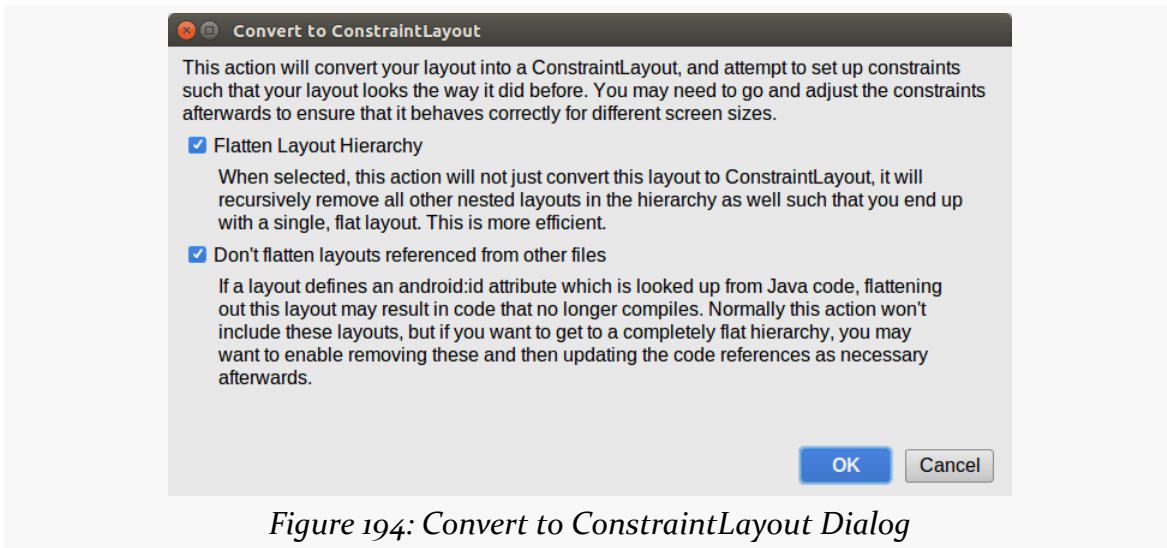 Convert to ConstraintLayout
This action will convert your layout into a ConstraintLayout, and attempt to set up constraints
such that your layout looks the way it did before. You may need to go and adjust the constraints
afterwards to ensure that it behaves correctly for different screen sizes.
Flatten Layout Hierarchy
When selected, this action will not just convert this layout to ConstraintLayout, it will
recursively remove all other nested layouts in the hierarchy as well such that you end up
with a single, flat layout. This is more efficient.
Don't flatten layouts referenced from other files
If a layout defines an android:id attribute which is looked up from Java code, flattening
out this layout may result in code that no longer compiles. Normally this action won't
include these layouts, but if you want to get to a completely flat hierarchy, you may
want to enable removing these and then updating the code references as necessary
afterwards.
OK Cancel
Figure 194: Convert to ConstraintLayout Dialog